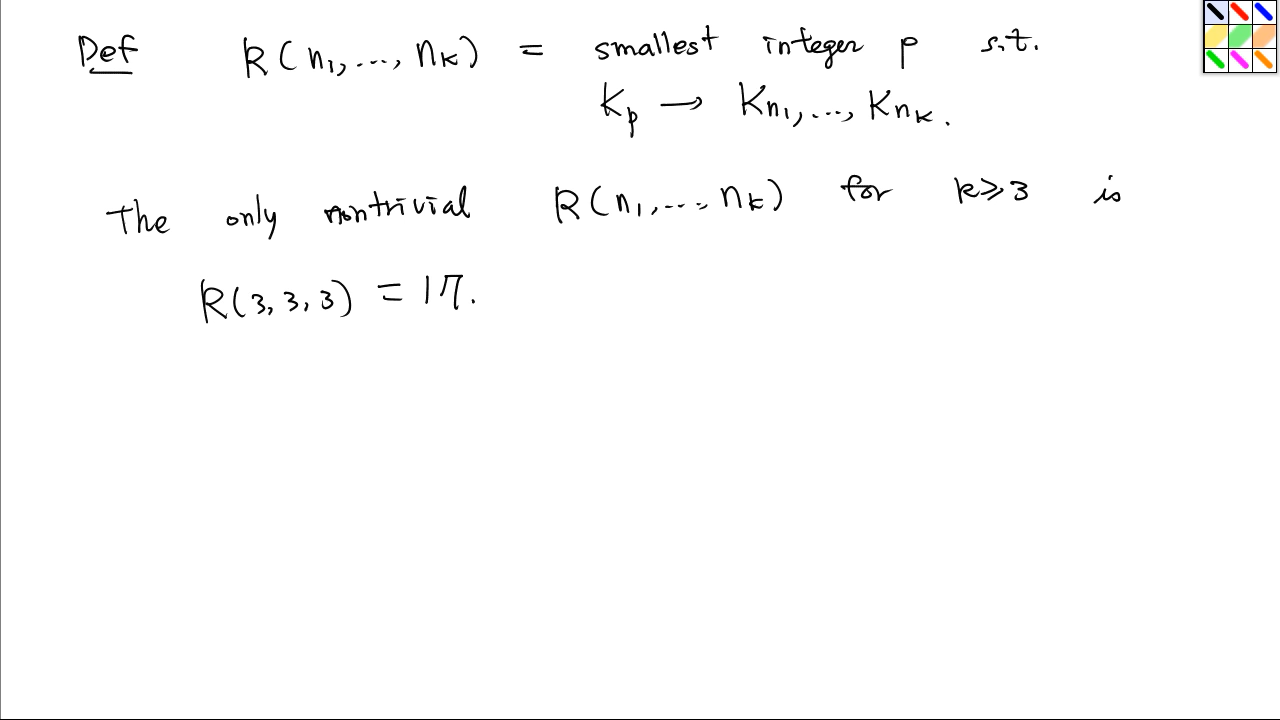 Def R(n₁,..., nₖ) = smallest integer p s.t.
Kₚ → Kn₁,..., Knₖ.
The only nontrivial R(n₁,..., nₖ) for k≥3 is
R(3, 3, 3) = 17.